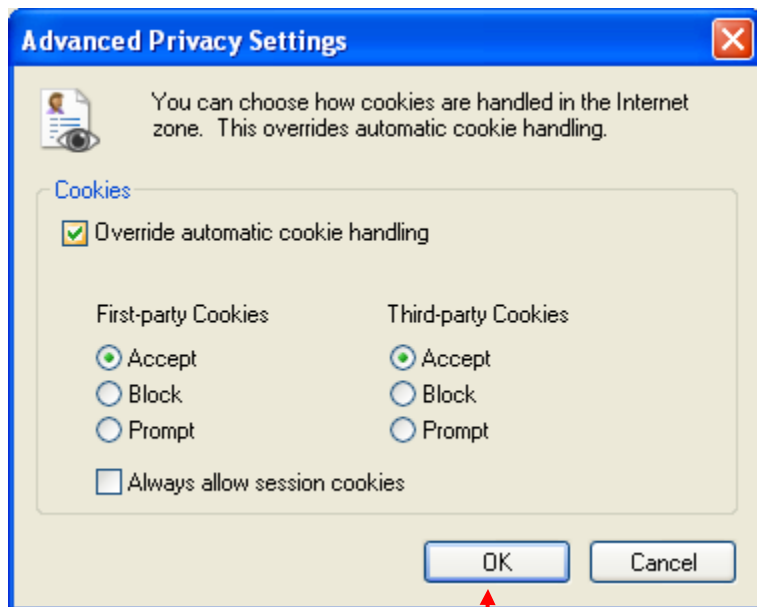 Advanced Privacy Settings
You can choose how cookies are handled in the Internet
zone.  This overrides automatic cookie handling.
Cookies
Override automatic cookie handling
First-party Cookies
Third-party Cookies
Accept
Accept
Block
Block
Prompt
Prompt
Always allow session cookies
OK
Cancel